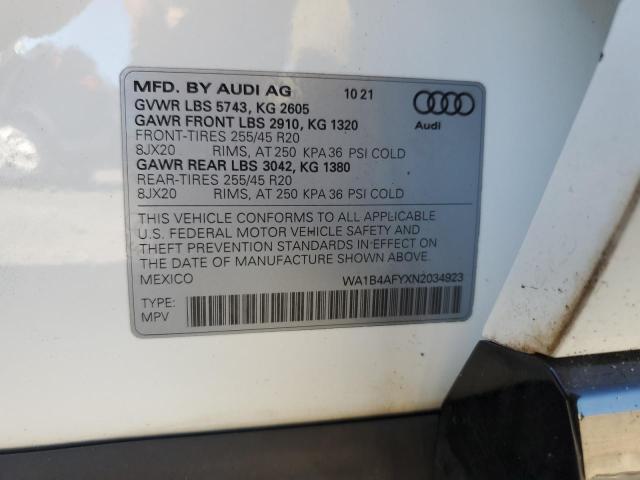 MFD. BY AUDI AG 10 21
GVWR LBS 5743, KG 2605
GAWR FRONT LBS 2910, KG 1320
FRONT-TIRES 255/45 R20
8JX20 RIMS, AT 250 KPA 36 PSI COLD
GAWR REAR LBS 3042, KG 1380
REAR-TIRES 255/45 R20
8JX20 RIMS, AT 250 KPA 36 PSI COLD
Audi
THIS VEHICLE CONFORMS TO ALL APPLICABLE
U.S. FEDERAL MOTOR VEHICLE SAFETY AND
THEFT PREVENTION STANDARDS IN EFFECT ON
THE DATE OF MANUFACTURE SHOWN ABOVE.
MEXICO WA1B4AFYXN2034923
TYPE:
MPV